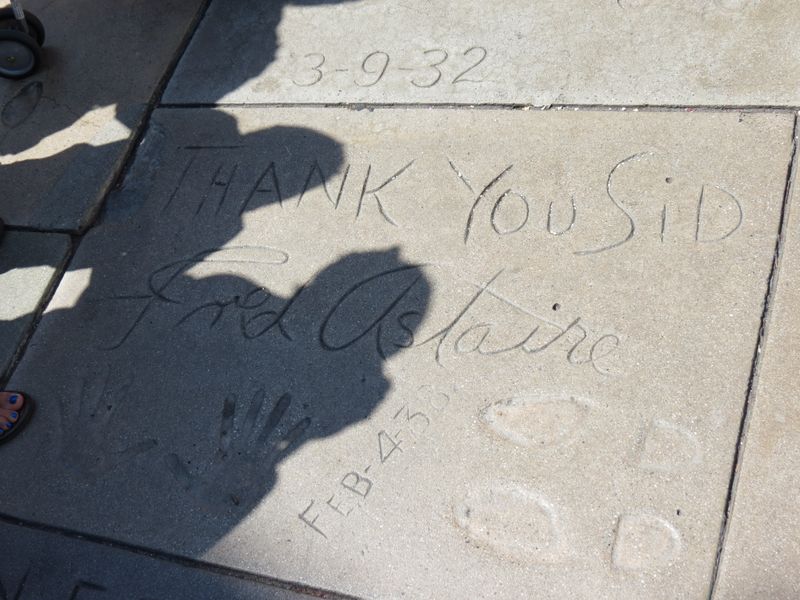 3-9-32
THANK YOU SID
Fred Astaire
FEB-4-38